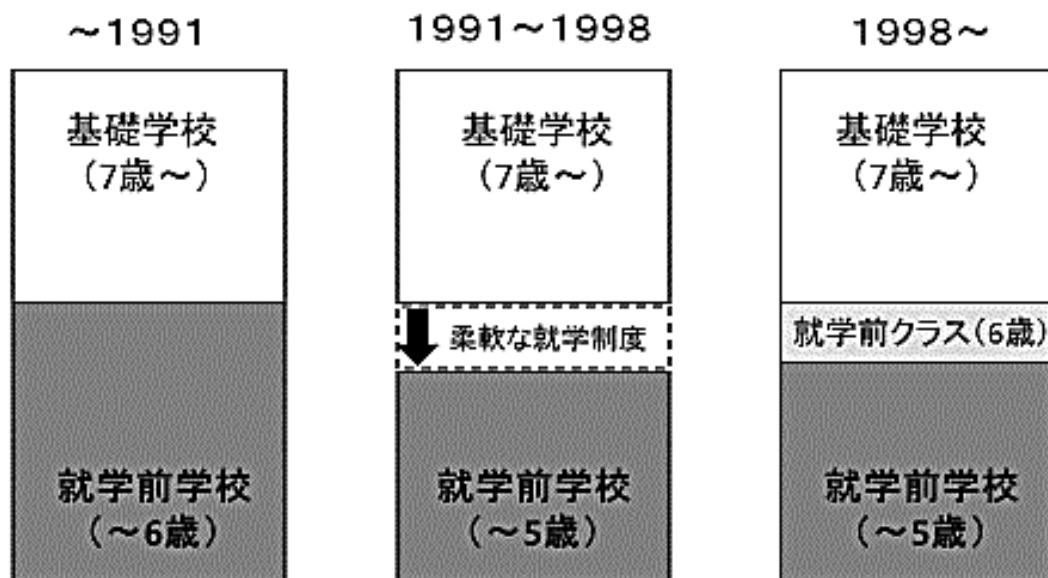 ～1991
基礎学校
（7歳～）
就学前学校
（～6歳）
1991～1998
基礎学校
（7歳～）
柔軟な就学制度
就学前学校
（～5歳）
1998～
基礎学校
（7歳～）
就学前クラス（6歳）
就学前学校
（～5歳）